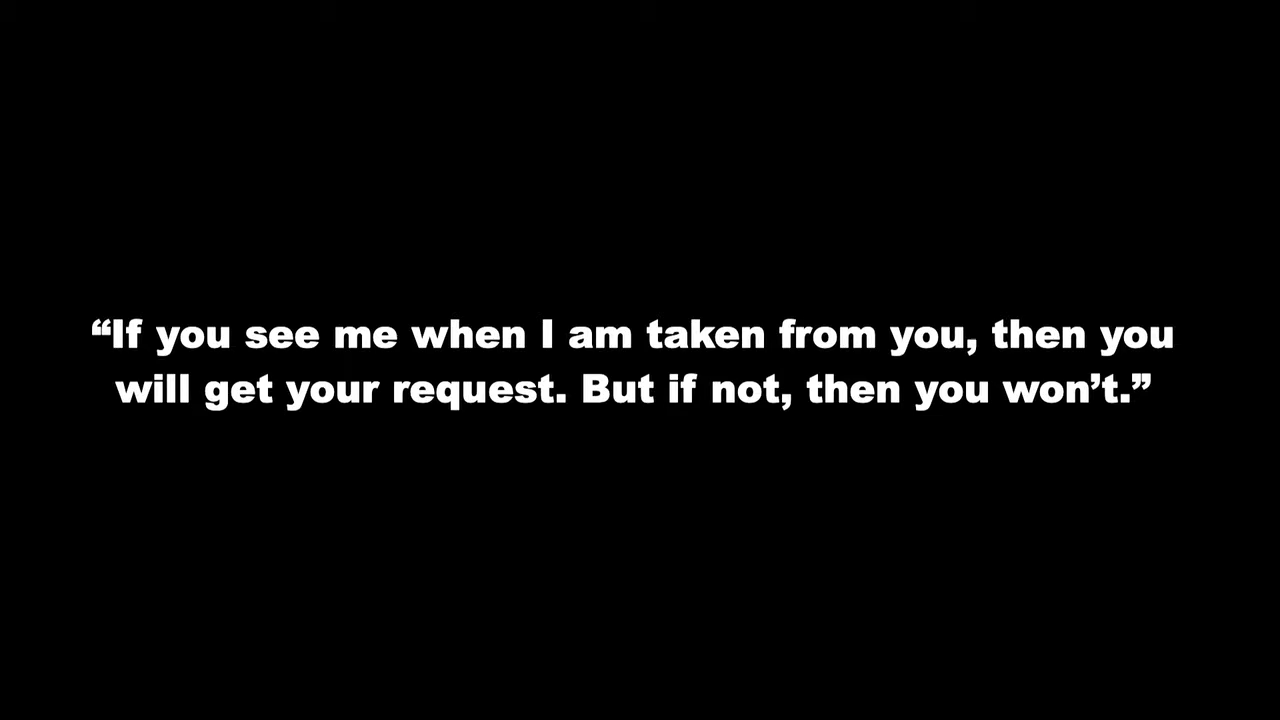 “If you see me when I am taken from you, then you
will get your request. But if not, then you won’t.”